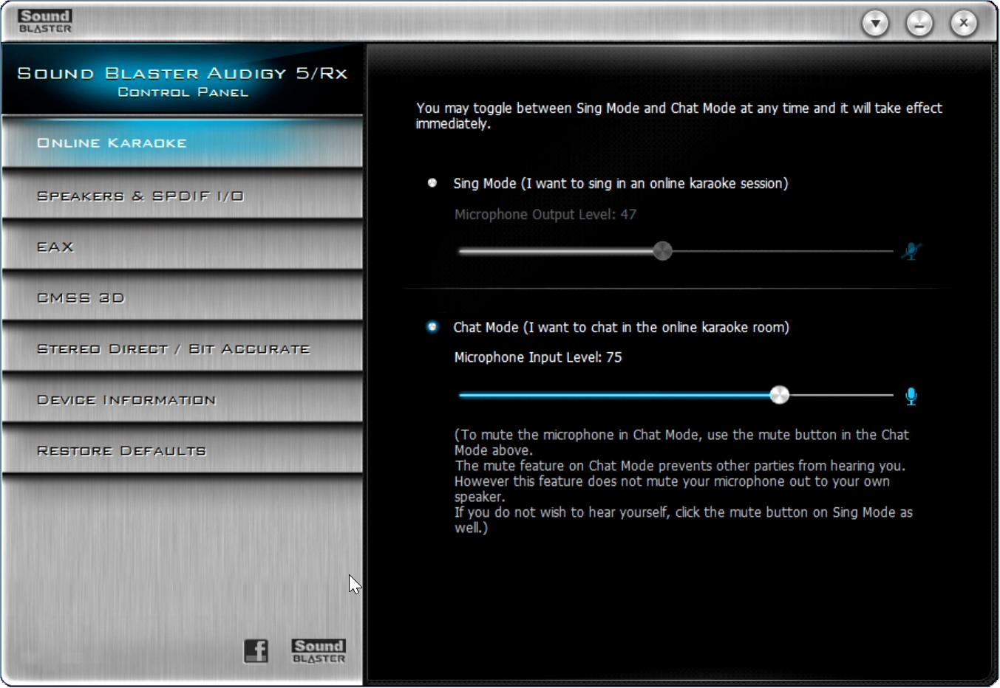 Sound
BLASTER
SOUND BLASTER AUDIGY 5/RX
CONTROL PANEL
ONLINE KARAOKE
SPEAKERS & SPDIF I/O
EAX
CMSS 3D
STEREO DIRECT / BIT ACCURATE
DEVICE INFORMATION
RESTORE DEFAULTS
f
Sound
BLASTER
You may toggle between Sing Mode and Chat Mode at any time and it will take effect
immediately.
Sing Mode (I want to sing in an online karaoke session)
Microphone Output Level: 47
Chat Mode (I want to chat in the online karaoke room)
Microphone Input Level: 75
(To mute the microphone in Chat Mode, use the mute button in the Chat
Mode above.
The mute feature on Chat Mode prevents other parties from hearing you.
However this feature does not mute your microphone out to your own
speaker.
If you do not wish to hear yourself, click the mute button on Sing Mode as
well.)